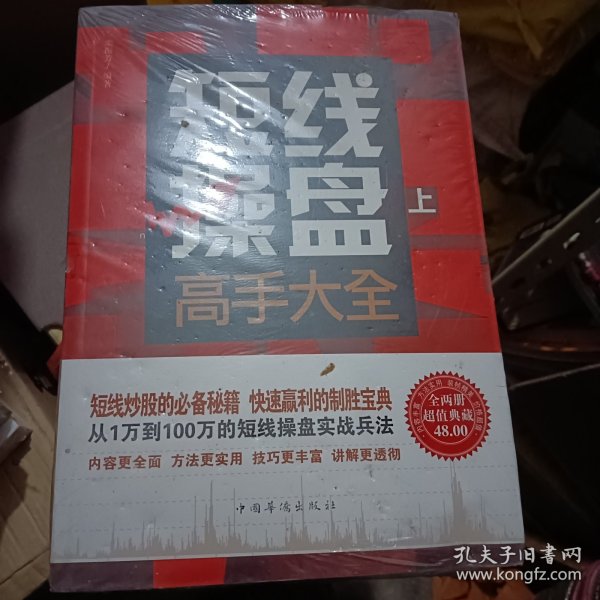 短线
操盘
上
高手大全
短线炒股的必备秘籍 快速赢利的制胜宝典
从1万到100万的短线操盘实战兵法
内容更全面 方法更实用 技巧更丰富 讲解更透彻
全两册
超值典藏
48.00
中国华侨出版社
孔夫子旧书网
www.kongfz.com